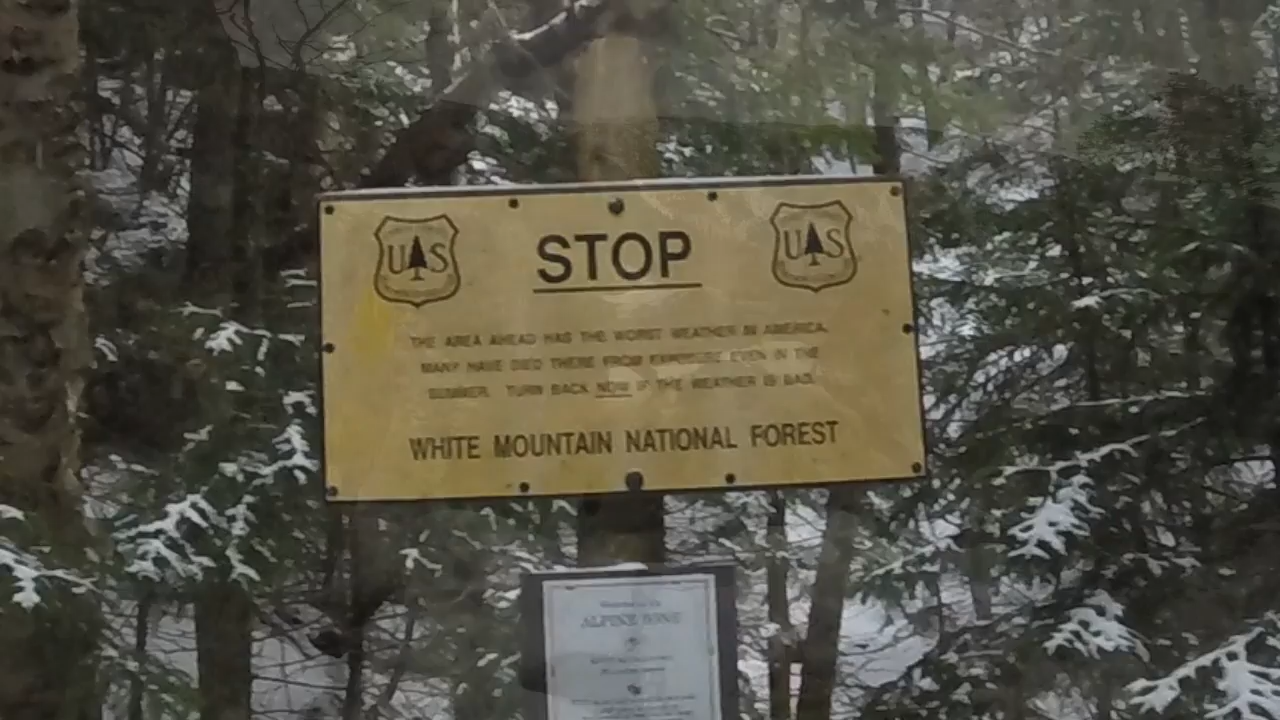 US STOP US
THE AREA AHEAD HAS THE WORST WEATHER IN AMERICA.
MANY HAVE DIED THERE FROM EXPOSURE EVEN IN THE
SUMMER. TURN BACK NOW IF THE WEATHER IS BAD.
WHITE MOUNTAIN NATIONAL FOREST
ALPINE ZONE